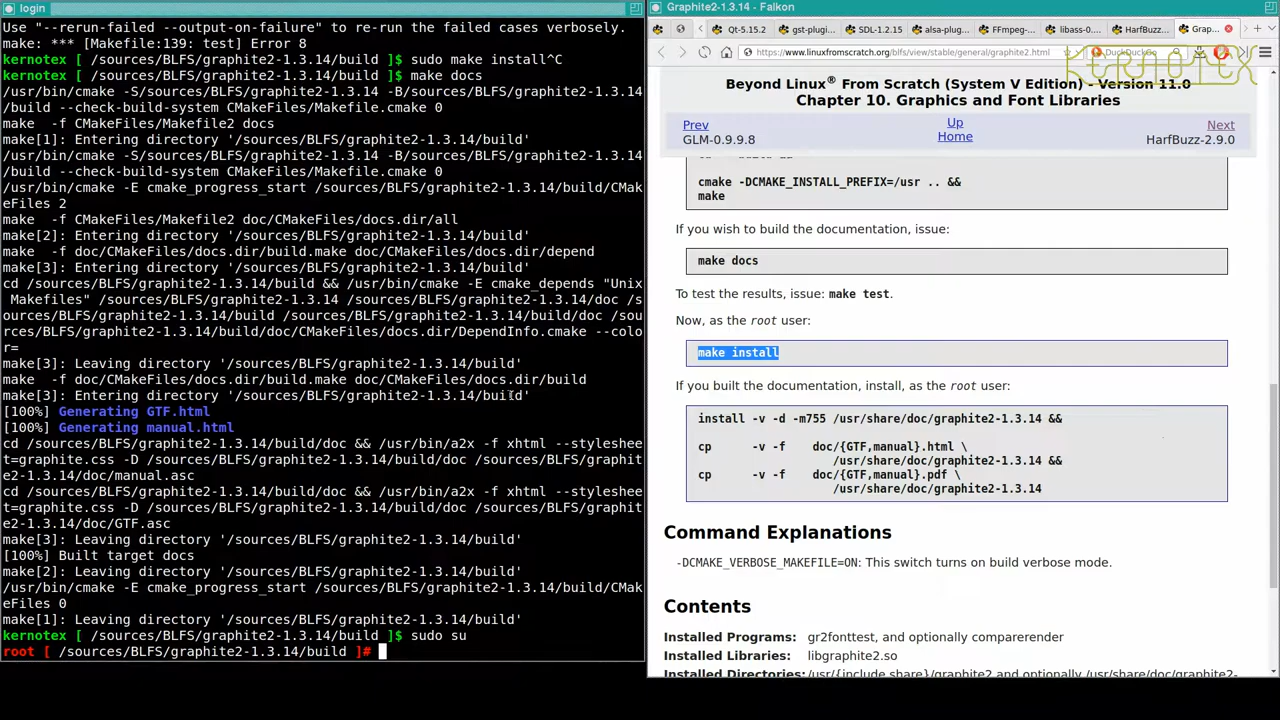 login
Use "--rerun-failed --output-on-failure" to re-run the failed cases verbosely.
make: *** [Makefile:139: test] Error 8
kernotex [ /sources/BLFS/graphite2-1.3.14/build ]$ sudo make install^C
kernotex [ /sources/BLFS/graphite2-1.3.14/build ]$ make docs
/usr/bin/cmake -S/sources/BLFS/graphite2-1.3.14 -B/sources/BLFS/graphite2-1.3.14
/build --check-build-system CMakeFiles/Makefile.cmake 0
make  -f CMakeFiles/Makefile2 docs
make[1]: Entering directory '/sources/BLFS/graphite2-1.3.14/build'
/usr/bin/cmake -S/sources/BLFS/graphite2-1.3.14 -B/sources/BLFS/graphite2-1.3.14
/build --check-build-system CMakeFiles/Makefile.cmake 0
/usr/bin/cmake -E cmake_progress_start /sources/BLFS/graphite2-1.3.14/build/CMak
eFiles 2
make  -f CMakeFiles/Makefile2 doc/CMakeFiles/docs.dir/all
make[2]: Entering directory '/sources/BLFS/graphite2-1.3.14/build'
make  -f doc/CMakeFiles/docs.dir/build.make doc/CMakeFiles/docs.dir/depend
make[3]: Entering directory '/sources/BLFS/graphite2-1.3.14/build'
cd /sources/BLFS/graphite2-1.3.14/build && /usr/bin/cmake -E cmake_depends "Unix
 Makefiles" /sources/BLFS/graphite2-1.3.14 /sources/BLFS/graphite2-1.3.14/doc /s
ources/BLFS/graphite2-1.3.14/build /sources/BLFS/graphite2-1.3.14/build/doc /sou
rces/BLFS/graphite2-1.3.14/build/doc/CMakeFiles/docs.dir/DependInfo.cmake --colo
r=
make[3]: Leaving directory '/sources/BLFS/graphite2-1.3.14/build'
make  -f doc/CMakeFiles/docs.dir/build.make doc/CMakeFiles/docs.dir/build
make[3]: Entering directory '/sources/BLFS/graphite2-1.3.14/build'
[100%] Generating GTF.html
[100%] Generating manual.html
cd /sources/BLFS/graphite2-1.3.14/build/doc && /usr/bin/a2x -f xhtml --styleshee
t=graphite.css -D /sources/BLFS/graphite2-1.3.14/build/doc /sources/BLFS/graphit
e2-1.3.14/doc/manual.asc
cd /sources/BLFS/graphite2-1.3.14/build/doc && /usr/bin/a2x -f xhtml --styleshee
t=graphite.css -D /sources/BLFS/graphite2-1.3.14/build/doc /sources/BLFS/graphit
e2-1.3.14/doc/GTF.asc
make[3]: Leaving directory '/sources/BLFS/graphite2-1.3.14/build'
[100%] Built target docs
make[2]: Leaving directory '/sources/BLFS/graphite2-1.3.14/build'
/usr/bin/cmake -E cmake_progress_start /sources/BLFS/graphite2-1.3.14/build/CMak
eFiles 0
make[1]: Leaving directory '/sources/BLFS/graphite2-1.3.14/build'
kernotex [ /sources/BLFS/graphite2-1.3.14/build ]$ sudo su
root [ /sources/BLFS/graphite2-1.3.14/build ]#
Graphite2-1.3.14 - Falkon
Qt-5.15.2 gst-plugi... SDL-1.2.15 alsa-plug... FFmpeg-... libass-0... HarfBuzz... Grap...
https://www.linuxfromscratch.org/blfs/view/stable/general/graphite2.html DuckDuckGo
KERNOTEX
Beyond Linux® From Scratch (System V Edition) - Version 11.0
Chapter 10. Graphics and Font Libraries
Prev Up Next
GLM-0.9.9.8 Home HarfBuzz-2.9.0
cmake -DCMAKE_INSTALL_PREFIX=/usr .. &&
make
If you wish to build the documentation, issue:
make docs
To test the results, issue: make test.
Now, as the root user:
make install
If you built the documentation, install, as the root user:
install -v -d -m755 /usr/share/doc/graphite2-1.3.14 &&
cp      -v -f    doc/{GTF,manual}.html \
/usr/share/doc/graphite2-1.3.14 &&
cp      -v -f    doc/{GTF,manual}.pdf \
/usr/share/doc/graphite2-1.3.14
Command Explanations
-DCMAKE_VERBOSE_MAKEFILE=ON: This switch turns on build verbose mode.
Contents
Installed Programs: gr2fonttest, and optionally comparerender
Installed Libraries: libgraphite2.so
Installed Directories: /usr/{include,share}/graphite2 and optionally /usr/share/doc/graphite2-